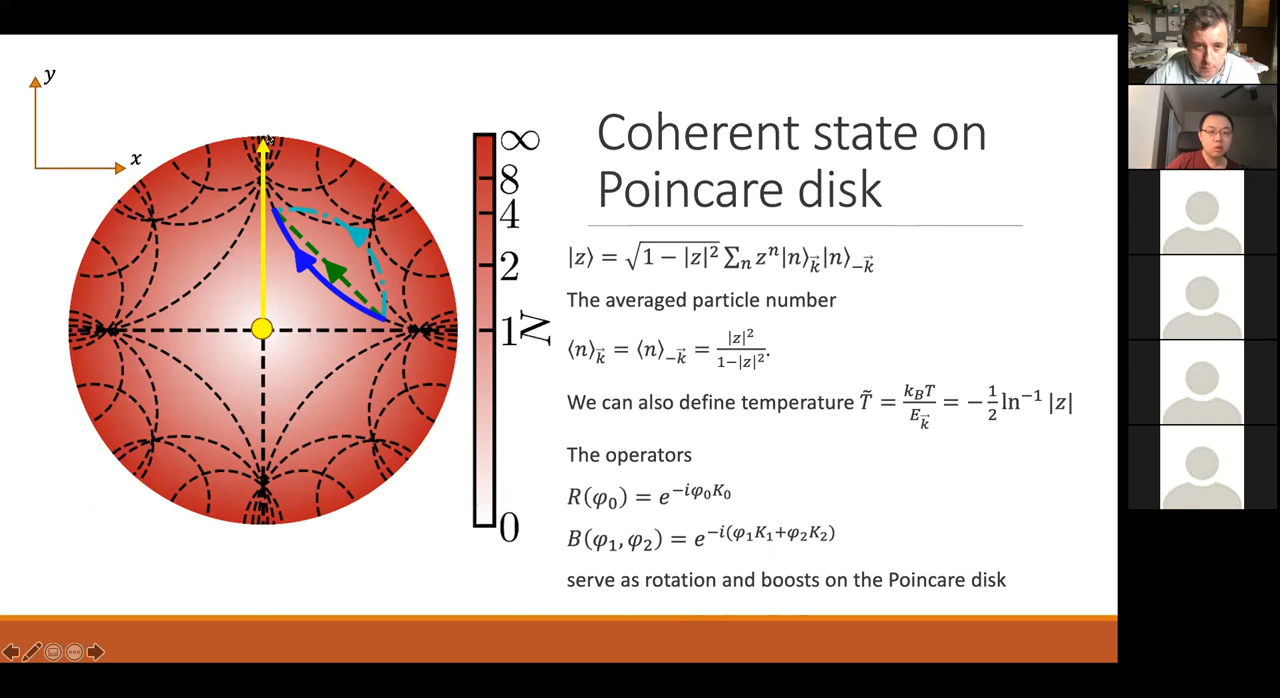 y
x
∞
8
4
2
1
0
N
Coherent state on
Poincare disk
|z⟩ = √(1 − |z|²) ∑ₙ zⁿ|n⟩_k⃗|n⟩_−k⃗
The averaged particle number
⟨n⟩_k⃗ = ⟨n⟩_−k⃗ = |z|²/(1−|z|²).
We can also define temperature T̃ = k_B T/E_k⃗ = −½ ln⁻¹ |z|
The operators
R(φ₀) = e^(−iφ₀K₀)
B(φ₁, φ₂) = e^(−i(φ₁K₁+φ₂K₂))
serve as rotation and boosts on the Poincare disk